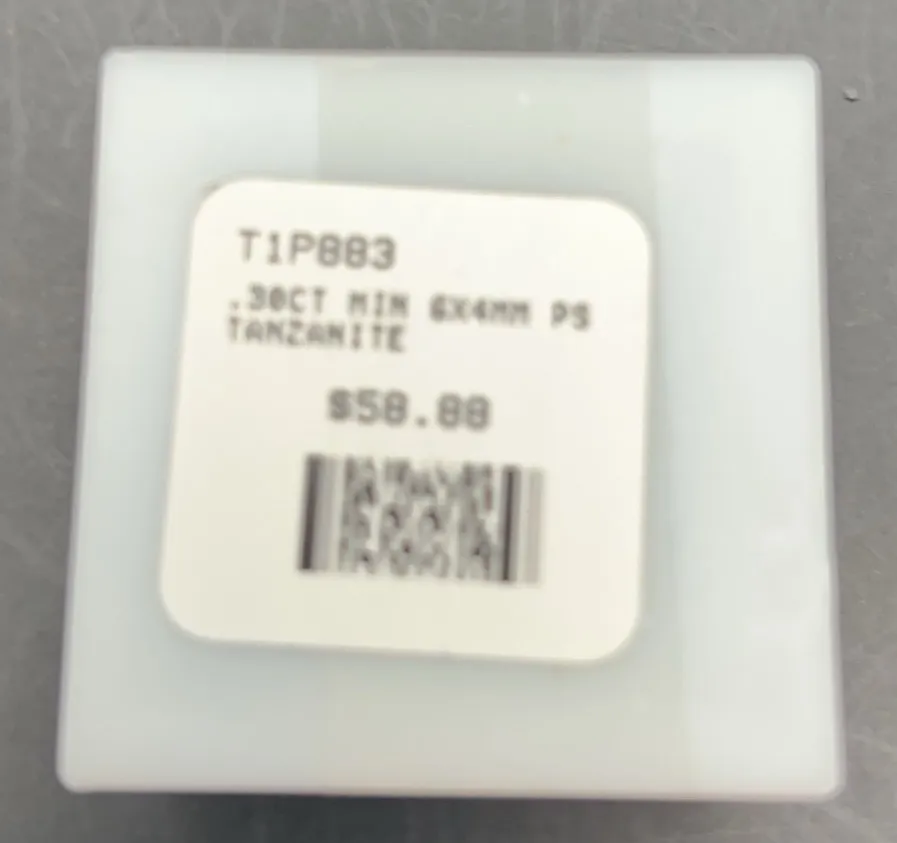 T1P883
.30CT MIN 6X4MM PS
TANZANITE
$58.88